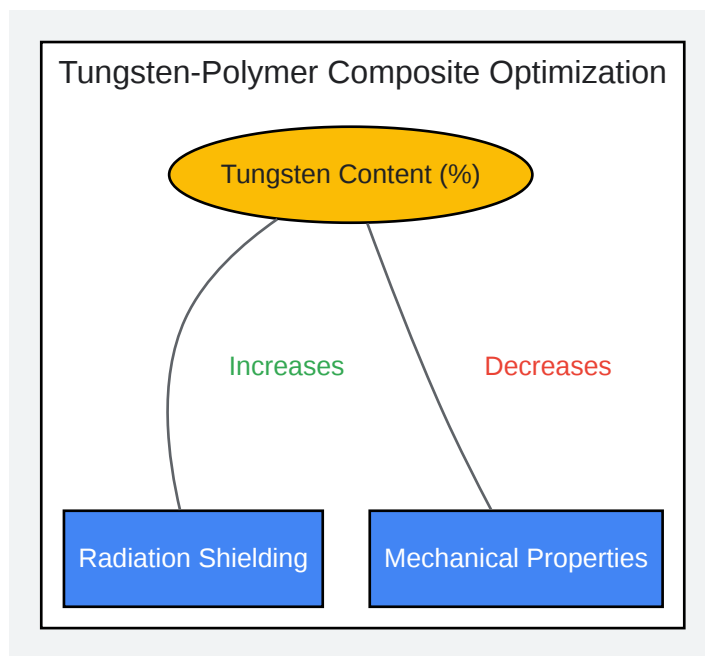 Tungsten-Polymer Composite Optimization
Tungsten Content (%)
Increases
Decreases
Radiation Shielding
Mechanical Properties